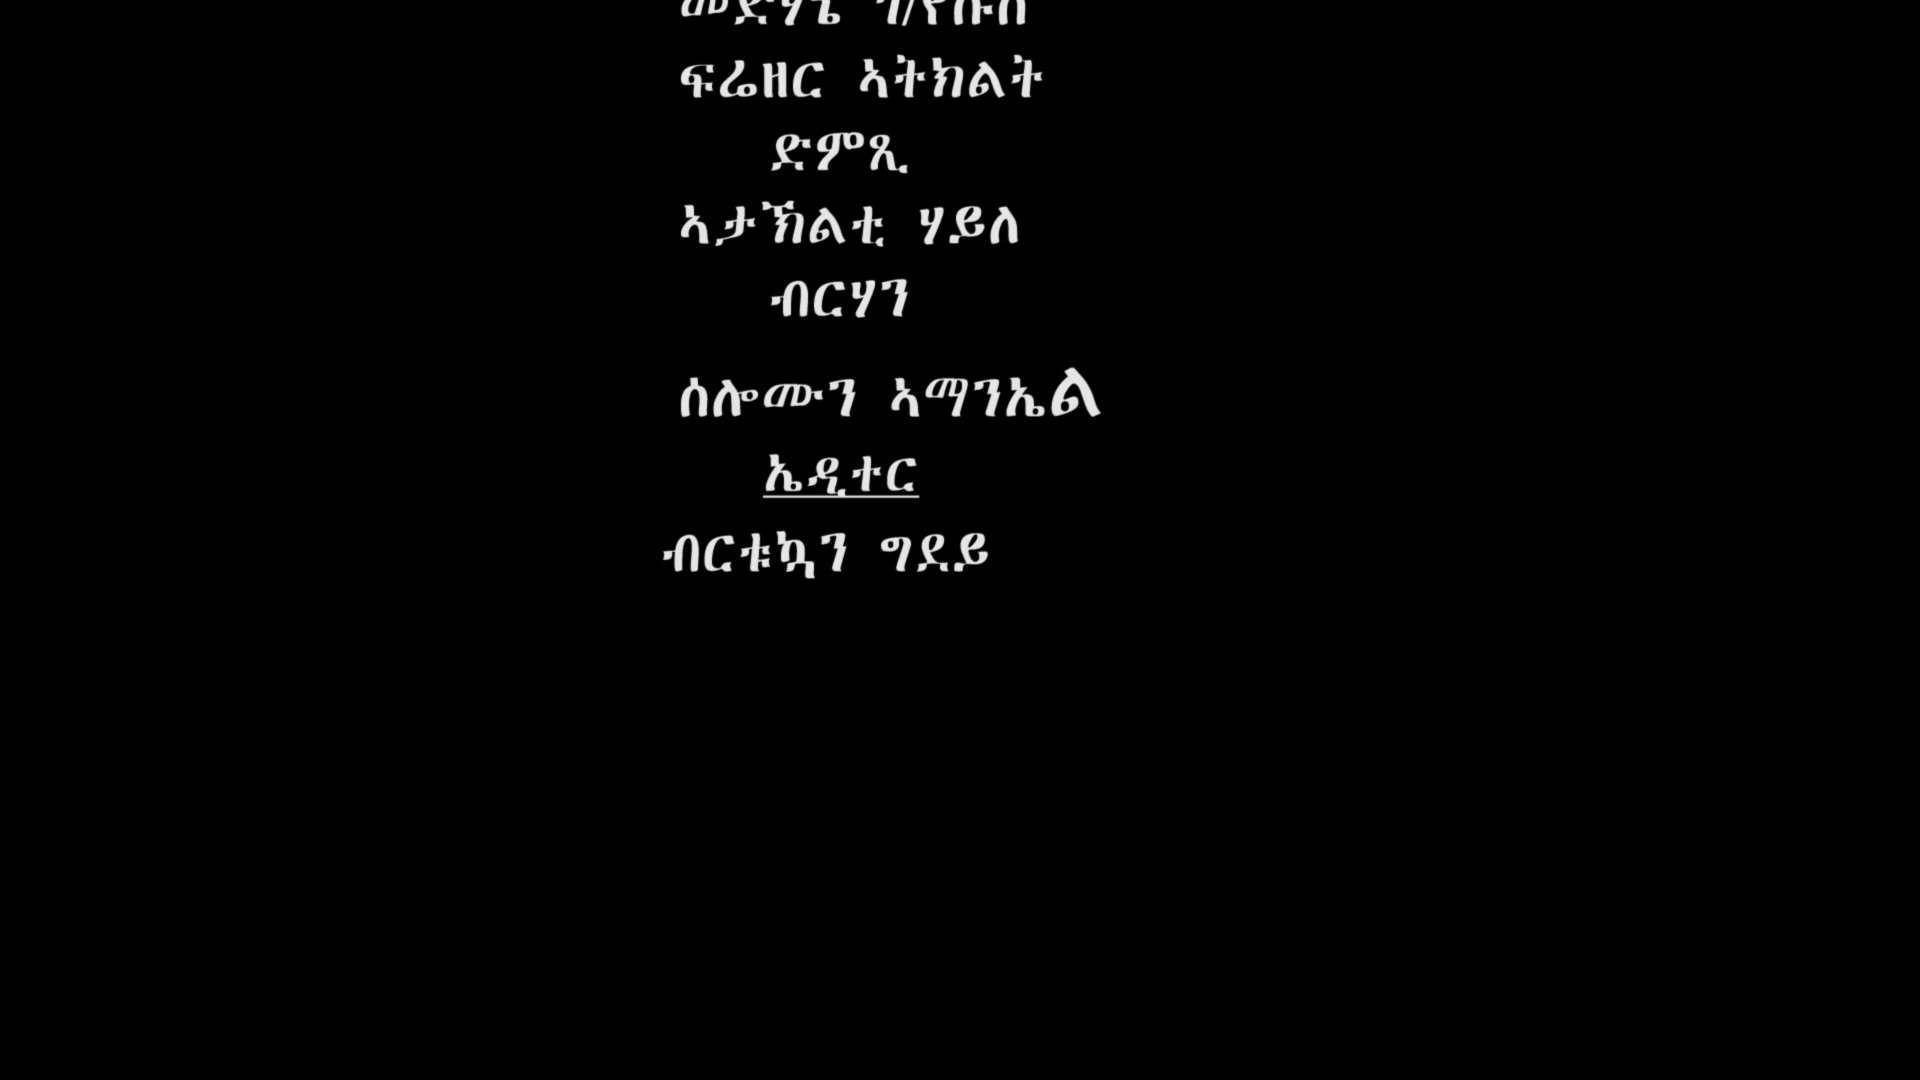 ፍሬዘር ኣትክልት
ድምጺ
ኣታኽልቲ ሃይለ
ብርሃን
ሰሎሙን ኣማንኤል
ኤዲተር
ብርቱኳን ግደይ